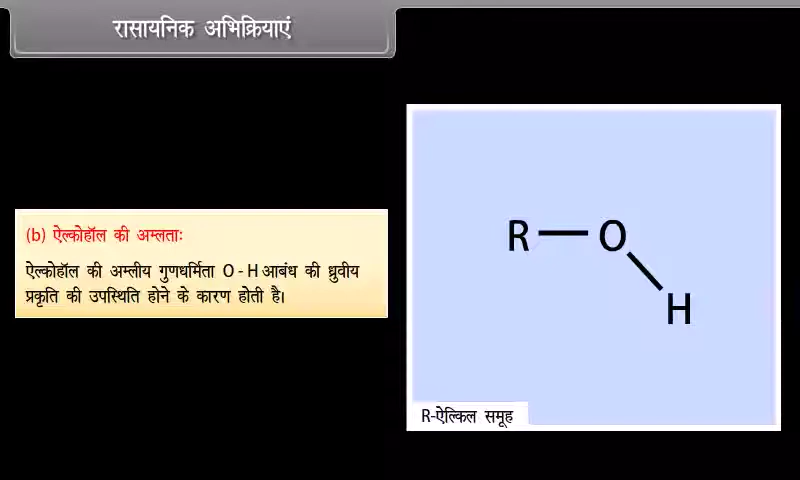 रासायनिक अभिक्रियाएं
(b) ऐल्कोहॉल की अम्लता:
ऐल्कोहॉल की अम्लीय गुणधर्मिता O - H आबंध की ध्रुवीय
प्रकृति की उपस्थिति होने के कारण होती है।
R — O
H
R-ऐल्किल समूह